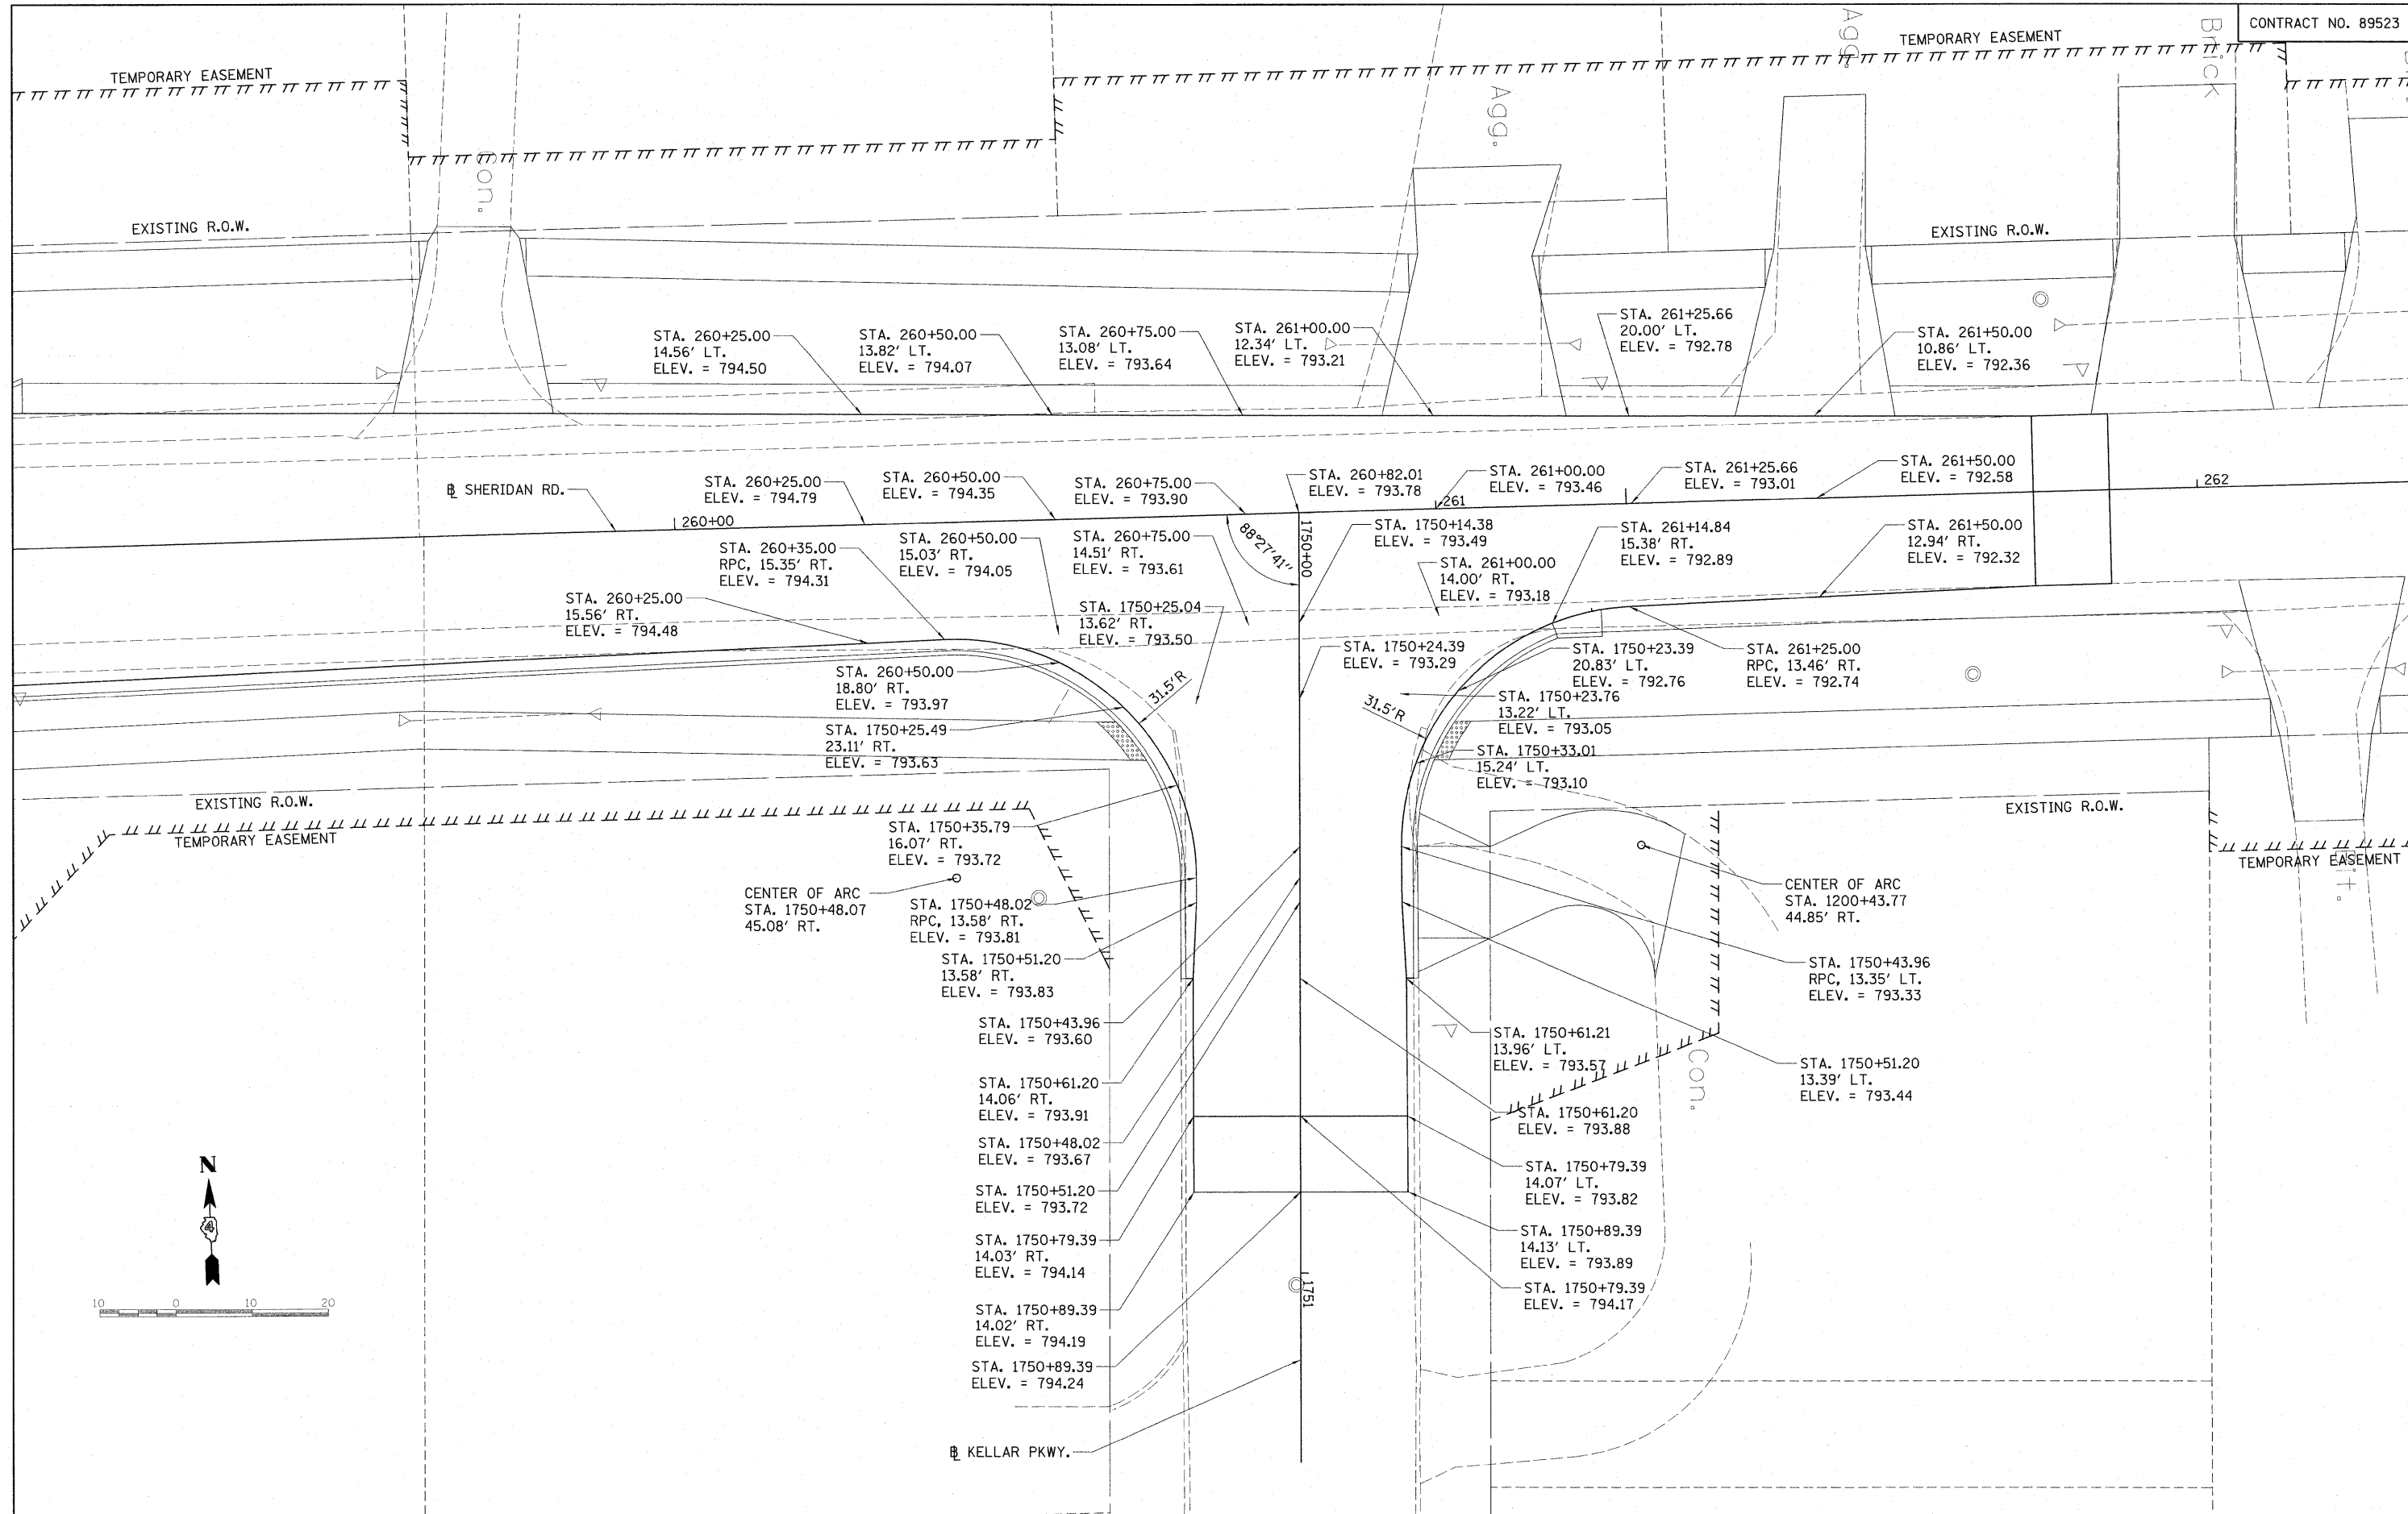 CONTRACT NO. 89523
TEMPORARY EASEMENT
TEMPORARY EASEMENT
Agg.
Brick
Agg.
Con.
EXISTING R.O.W.
EXISTING R.O.W.
STA. 260+25.00
14.56' LT.
ELEV. = 794.50
STA. 260+50.00
13.82' LT.
ELEV. = 794.07
STA. 260+75.00
13.08' LT.
ELEV. = 793.64
STA. 261+00.00
12.34' LT.
ELEV. = 793.21
STA. 261+25.66
20.00' LT.
ELEV. = 792.78
STA. 261+50.00
10.86' LT.
ELEV. = 792.36
℄ SHERIDAN RD.
STA. 260+25.00
ELEV. = 794.79
STA. 260+50.00
ELEV. = 794.35
STA. 260+75.00
ELEV. = 793.90
STA. 260+82.01
ELEV. = 793.78
STA. 261+00.00
ELEV. = 793.46
STA. 261+25.66
ELEV. = 793.01
STA. 261+50.00
ELEV. = 792.58
260+00
261
262
1750+00
88°27'41"
STA. 260+35.00
RPC, 15.35' RT.
ELEV. = 794.31
STA. 260+50.00
15.03' RT.
ELEV. = 794.05
STA. 260+75.00
14.51' RT.
ELEV. = 793.61
STA. 1750+14.38
ELEV. = 793.49
STA. 261+00.00
14.00' RT.
ELEV. = 793.18
STA. 261+14.84
15.38' RT.
ELEV. = 792.89
STA. 261+50.00
12.94' RT.
ELEV. = 792.32
STA. 260+25.00
15.56' RT.
ELEV. = 794.48
STA. 1750+25.04
13.62' RT.
ELEV. = 793.50
STA. 1750+24.39
ELEV. = 793.29
STA. 1750+23.39
20.83' LT.
ELEV. = 792.76
STA. 261+25.00
RPC, 13.46' RT.
ELEV. = 792.74
STA. 260+50.00
18.80' RT.
ELEV. = 793.97
31.5'R
31.5'R
STA. 1750+23.76
13.22' LT.
ELEV. = 793.05
STA. 1750+25.49
23.11' RT.
ELEV. = 793.63
STA. 1750+33.01
15.24' LT.
ELEV. = 793.10
EXISTING R.O.W.
TEMPORARY EASEMENT
EXISTING R.O.W.
TEMPORARY EASEMENT
STA. 1750+35.79
16.07' RT.
ELEV. = 793.72
CENTER OF ARC
STA. 1750+48.07
45.08' RT.
STA. 1750+48.02
RPC, 13.58' RT.
ELEV. = 793.81
CENTER OF ARC
STA. 1200+43.77
44.85' RT.
STA. 1750+51.20
13.58' RT.
ELEV. = 793.83
STA. 1750+43.96
RPC, 13.35' LT.
ELEV. = 793.33
STA. 1750+43.96
ELEV. = 793.60
STA. 1750+61.21
13.96' LT.
ELEV. = 793.57
Con.
STA. 1750+51.20
13.39' LT.
ELEV. = 793.44
STA. 1750+61.20
14.06' RT.
ELEV. = 793.91
STA. 1750+61.20
ELEV. = 793.88
STA. 1750+48.02
ELEV. = 793.67
STA. 1750+79.39
14.07' LT.
ELEV. = 793.82
STA. 1750+51.20
ELEV. = 793.72
STA. 1750+89.39
14.13' LT.
ELEV. = 793.89
STA. 1750+79.39
14.03' RT.
ELEV. = 794.14
STA. 1750+79.39
ELEV. = 794.17
1751
STA. 1750+89.39
14.02' RT.
ELEV. = 794.19
STA. 1750+89.39
ELEV. = 794.24
℄ KELLAR PKWY.
N
4
10 0 10 20